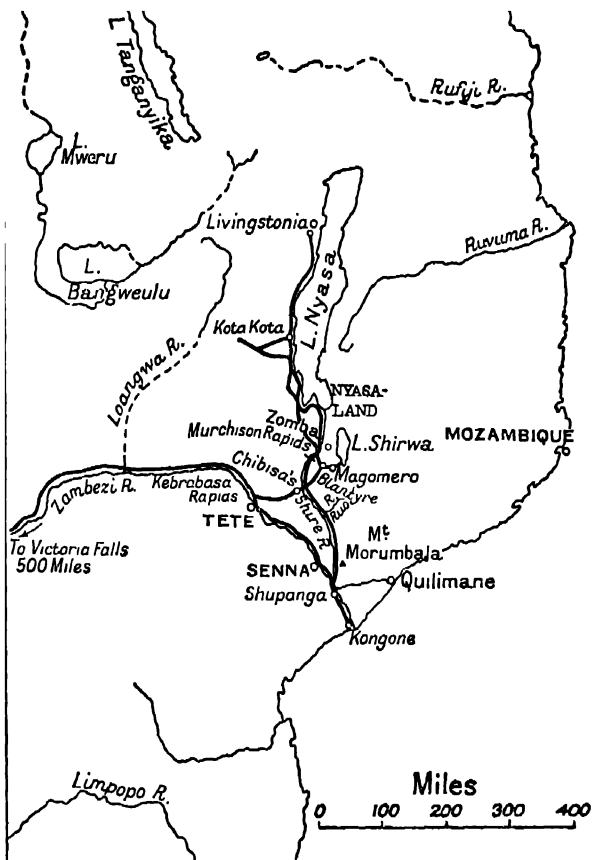 L. Tanganyika
Rufiji R.
L.
Mweru
Livingstonia
Ruvuma R.
L.
Bangweulu
L. Nyasa
Kota Kota
Loangwa R.
NYASA-
LAND
Zomba
Murchison Rapids
L. Shirwa
MOZAMBIQUE
Chibisa's
Magomero
Blantyre
Zambezi R.
Kebrabasa
Rapids
R. Ruo
Shire R.
TETE
To Victoria Falls
500 Miles
Mt.
Morumbala
SENNA
Quilimane
Shupanga
Kongone
Limpopo R.
Miles
0 100 200 300 400